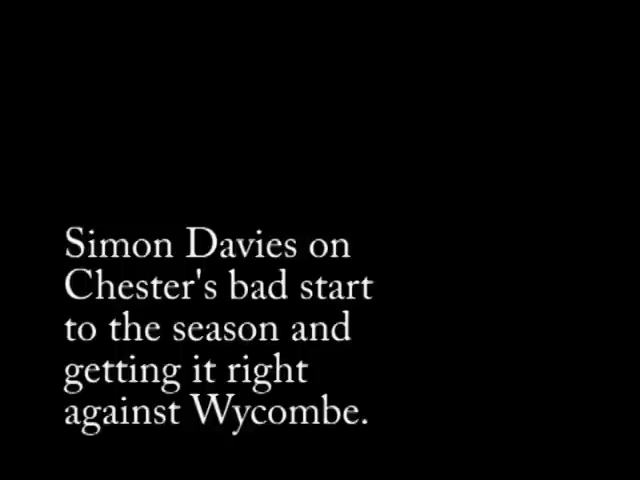 Simon Davies on
Chester's bad start
to the season and
getting it right
against Wycombe.